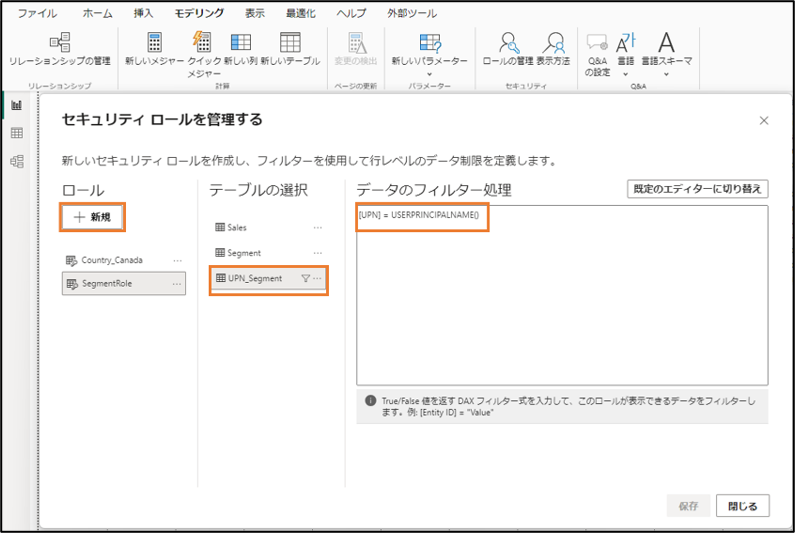 ファイル ホーム 挿入 モデリング 表示 最適化 ヘルプ 外部ツール
リレーションシップの管理 新しいメジャー クイック メジャー 新しい列 新しいテーブル 変更の検出 新しいパラメーター ロールの管理 表示方法 Q&A の設定 言語 言語スキーマ
リレーションシップ 計算 ページの更新 パラメーター セキュリティ Q&A
セキュリティ ロールを管理する
新しいセキュリティ ロールを作成し、フィルターを使用して行レベルのデータ制限を定義します。
ロール
+ 新規
Country_Canada ...
SegmentRole ...
テーブルの選択
Sales ...
Segment ...
UPN_Segment ...
データのフィルター処理
既定のエディターに切り替え
[UPN] = USERPRINCIPALNAME()
True/False 値を返す DAX フィルター式を入力して、このロールが表示できるデータをフィルターし
ます。例: [Entity ID] = "Value"
保存 閉じる